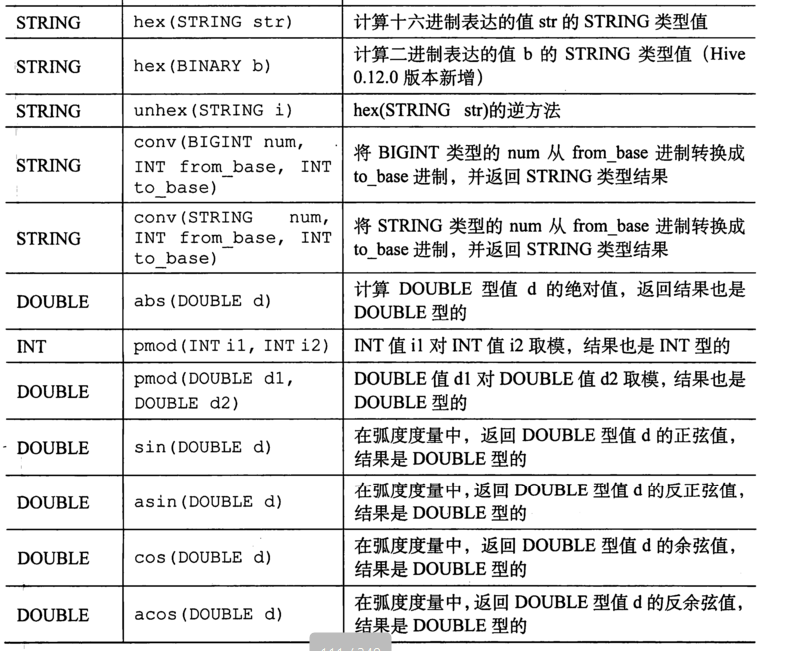 STRING hex(STRING str) 计算十六进制表达的值 str 的 STRING 类型值
STRING hex(BINARY b) 计算二进制表达的值 b 的 STRING 类型值（Hive
0.12.0 版本新增）
STRING unhex(STRING i) hex(STRING str)的逆方法
STRING conv(BIGINT num,
INT from_base, INT
to_base) 将 BIGINT 类型的 num 从 from_base 进制转换成
to_base 进制，并返回 STRING 类型结果
STRING conv(STRING num,
INT from_base, INT
to_base) 将 STRING 类型的 num 从 from_base 进制转换成
to_base 进制，并返回 STRING 类型结果
DOUBLE abs(DOUBLE d) 计算 DOUBLE 型值 d 的绝对值，返回结果也是
DOUBLE 型的
INT pmod(INT i1, INT i2) INT 值 i1 对 INT 值 i2 取模，结果也是 INT 型的
DOUBLE pmod(DOUBLE d1,
DOUBLE d2) DOUBLE 值 d1 对 DOUBLE 值 d2 取模，结果也是
DOUBLE 型的
DOUBLE sin(DOUBLE d) 在弧度度量中，返回 DOUBLE 型值 d 的正弦值，
结果是 DOUBLE 型的
DOUBLE asin(DOUBLE d) 在弧度度量中，返回 DOUBLE 型值 d 的反正弦值，
结果是 DOUBLE 型的
DOUBLE cos(DOUBLE d) 在弧度度量中，返回 DOUBLE 型值 d 的余弦值，
结果是 DOUBLE 型的
DOUBLE acos(DOUBLE d) 在弧度度量中，返回 DOUBLE 型值 d 的反余弦值，
结果是 DOUBLE 型的